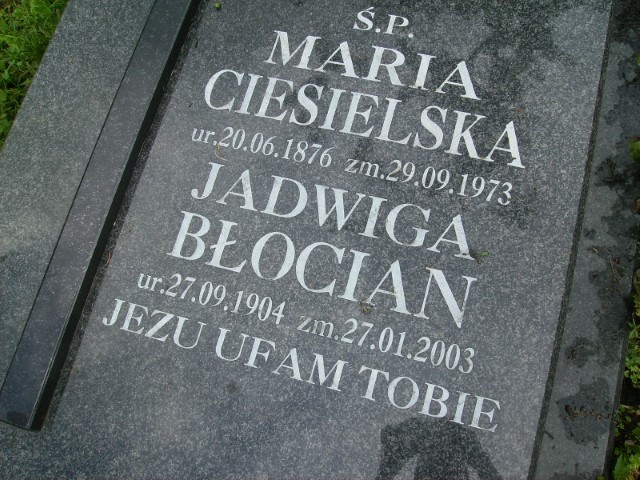 Ś.P.
MARIA
CIESIELSKA
ur.20.06.1876 zm.29.09.1973
JADWIGA
BŁOCIAN
ur.27.09.1904 zm.27.01.2003
JEZU UFAM TOBIE